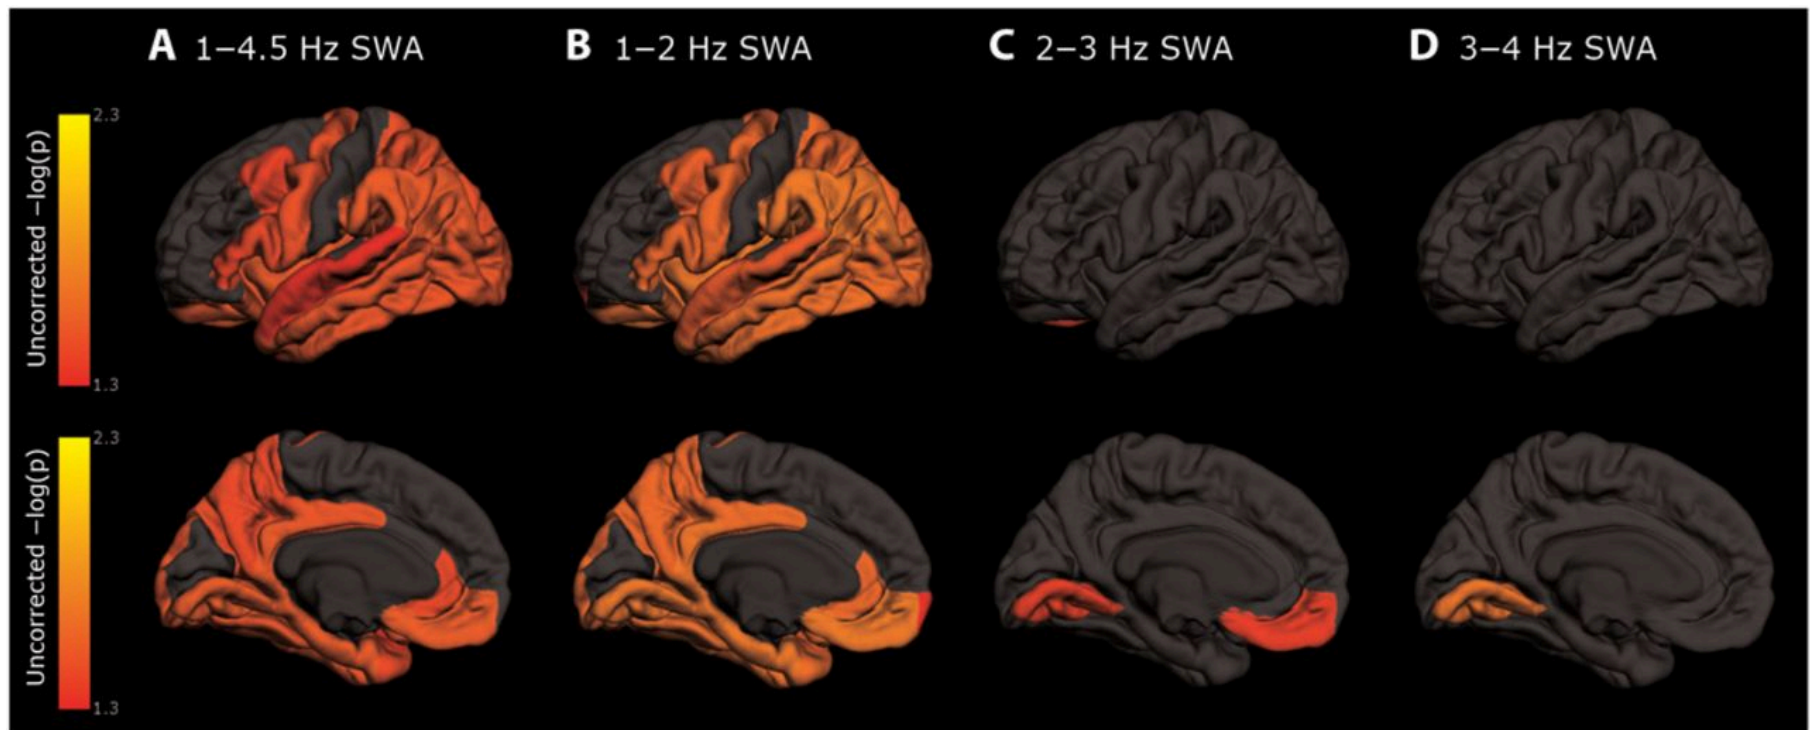 A 1–4.5 Hz SWA
B 1–2 Hz SWA
C 2–3 Hz SWA
D 3–4 Hz SWA
2.3
Uncorrected –log(p)
1.3
2.3
Uncorrected –log(p)
1.3